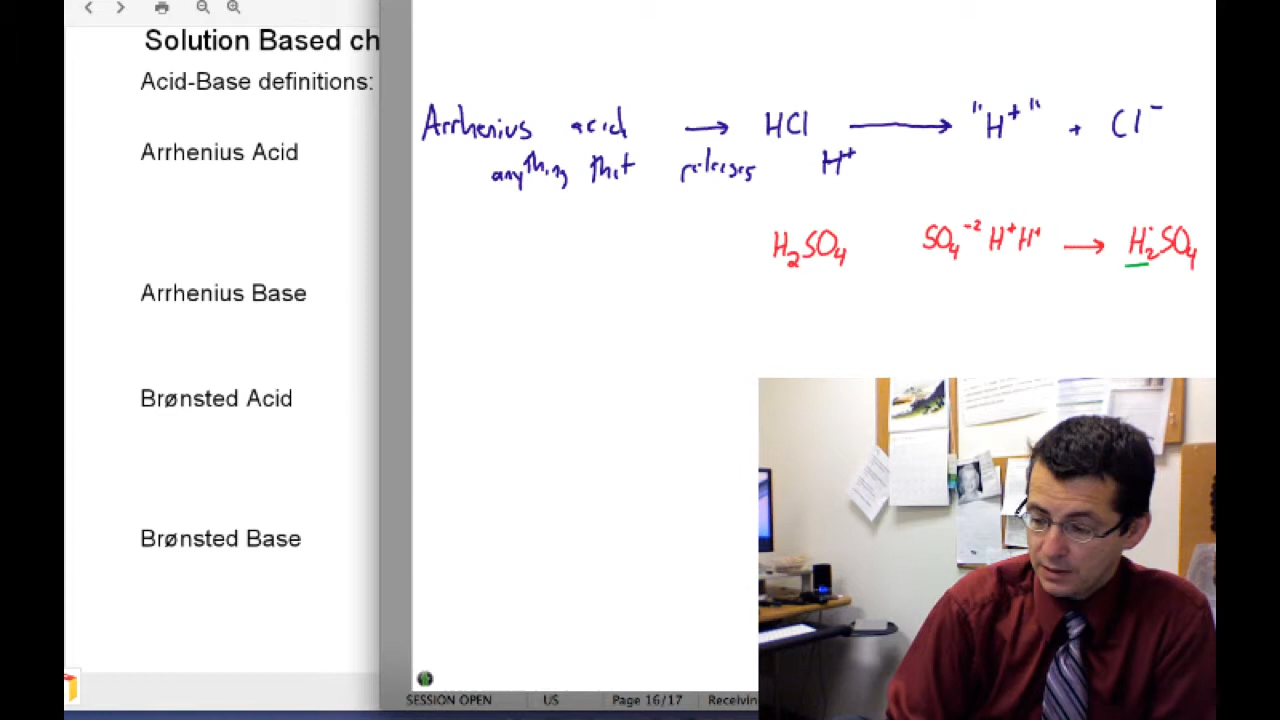 Solution Based ch
Acid-Base definitions:
Arrhenius Acid
Arrhenius Base
Brønsted Acid
Brønsted Base
Arrhenius acid → HCl ⟶ "H⁺" + Cl⁻
anything that releases H⁺
H₂SO₄ SO₄⁻² H⁺H⁺ → H₂SO₄
SESSION OPEN US Page 16/17 Receivin